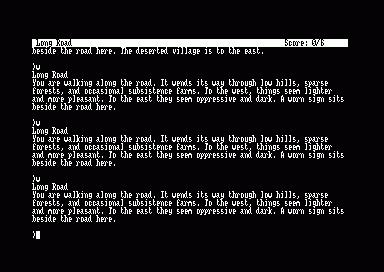 Long Road Score: 0/6
beside the road here. The deserted village is to the east.
>w
Long Road
You are walking along the road. It wends its way through low hills, sparse
forests, and occasional subsistence farms. To the west, things seem lighter
and more pleasant. To the east they seem oppressive and dark. A worn sign sits
beside the road here.
>w
Long Road
You are walking along the road. It wends its way through low hills, sparse
forests, and occasional subsistence farms. To the west, things seem lighter
and more pleasant. To the east they seem oppressive and dark. A worn sign sits
beside the road here.
>w
Long Road
You are walking along the road. It wends its way through low hills, sparse
forests, and occasional subsistence farms. To the west, things seem lighter
and more pleasant. To the east they seem oppressive and dark. A worn sign sits
beside the road here.
>